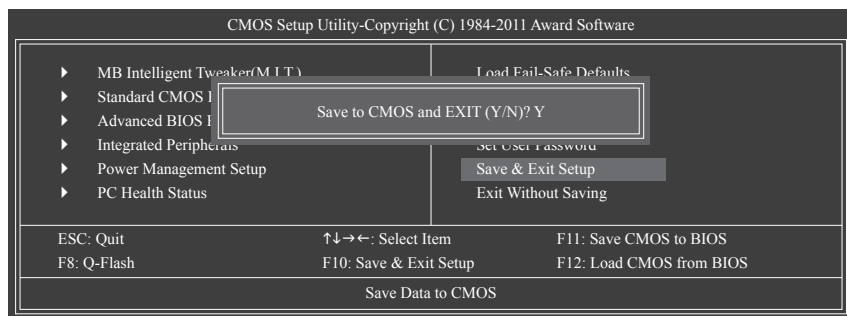 CMOS Setup Utility-Copyright (C) 1984-2011 Award Software
MB Intelligent Tweaker(M.I.T.)
Standard CMOS
Advanced BIOS
Integrated Peripherals
Power Management Setup
PC Health Status
Load Fail-Safe Defaults
Set User Password
Save & Exit Setup
Exit Without Saving
Save to CMOS and EXIT (Y/N)? Y
ESC: Quit ↑↓→←: Select Item F11: Save CMOS to BIOS
F8: Q-Flash F10: Save & Exit Setup F12: Load CMOS from BIOS
Save Data to CMOS